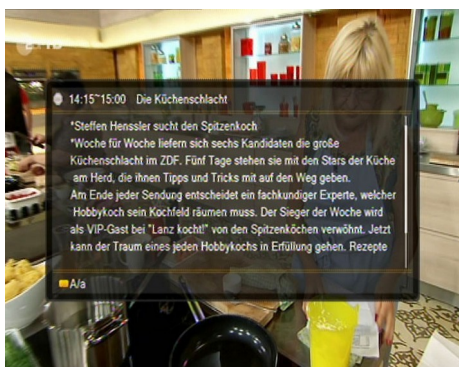 14:15~15:00 Die Küchenschlacht
*Steffen Henssler sucht den Spitzenkoch
*Woche für Woche liefern sich sechs Kandidaten die große
Küchenschlacht im ZDF. Fünf Tage stehen sie mit den Stars der Küche
am Herd, die ihnen Tipps und Tricks mit auf den Weg geben.
Am Ende jeder Sendung entscheidet ein fachkundiger Experte, welcher
Hobbykoch sein Kochfeld räumen muss. Der Sieger der Woche wird
als VIP-Gast bei "Lanz kocht!" von den Spitzenköchen verwöhnt. Jetzt
kann der Traum eines jeden Hobbykochs in Erfüllung gehen. Rezepte
A/a